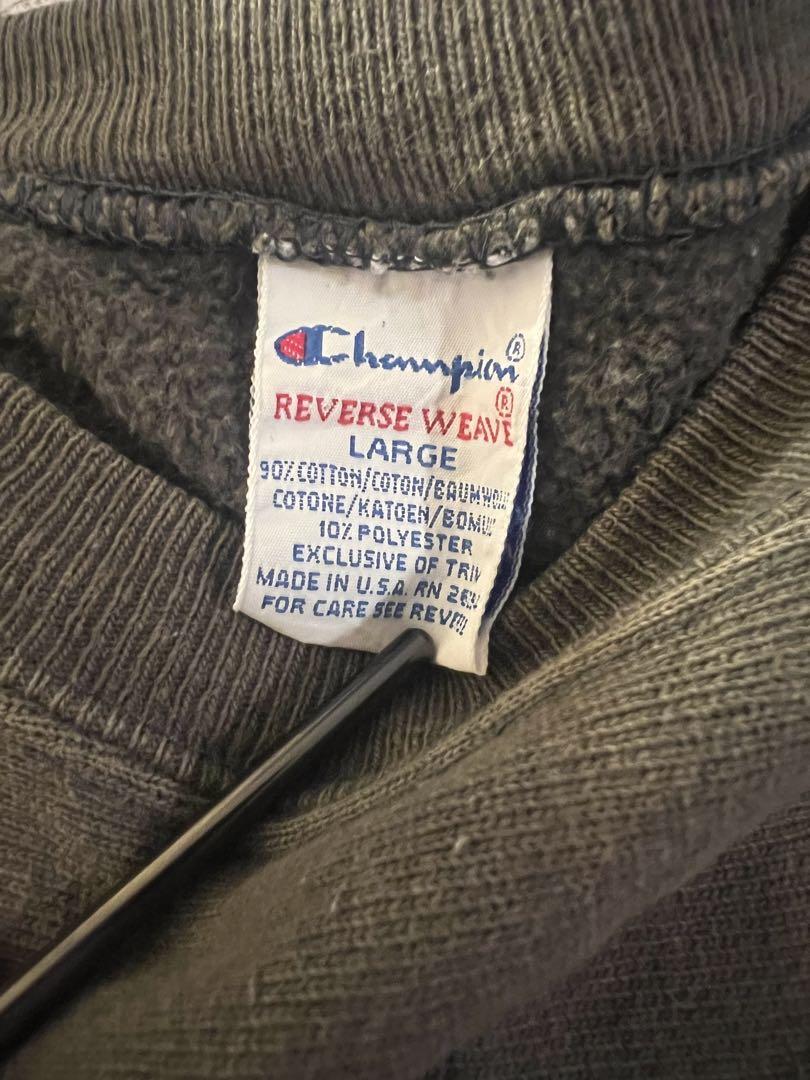 Champion®
REVERSE WEAVE®
LARGE
90% COTTON/COTON/
COTONE/KATOEN/
10% POLYESTER
EXCLUSIVE OF
MADE IN U.S.A. RN
FOR CARE SEE